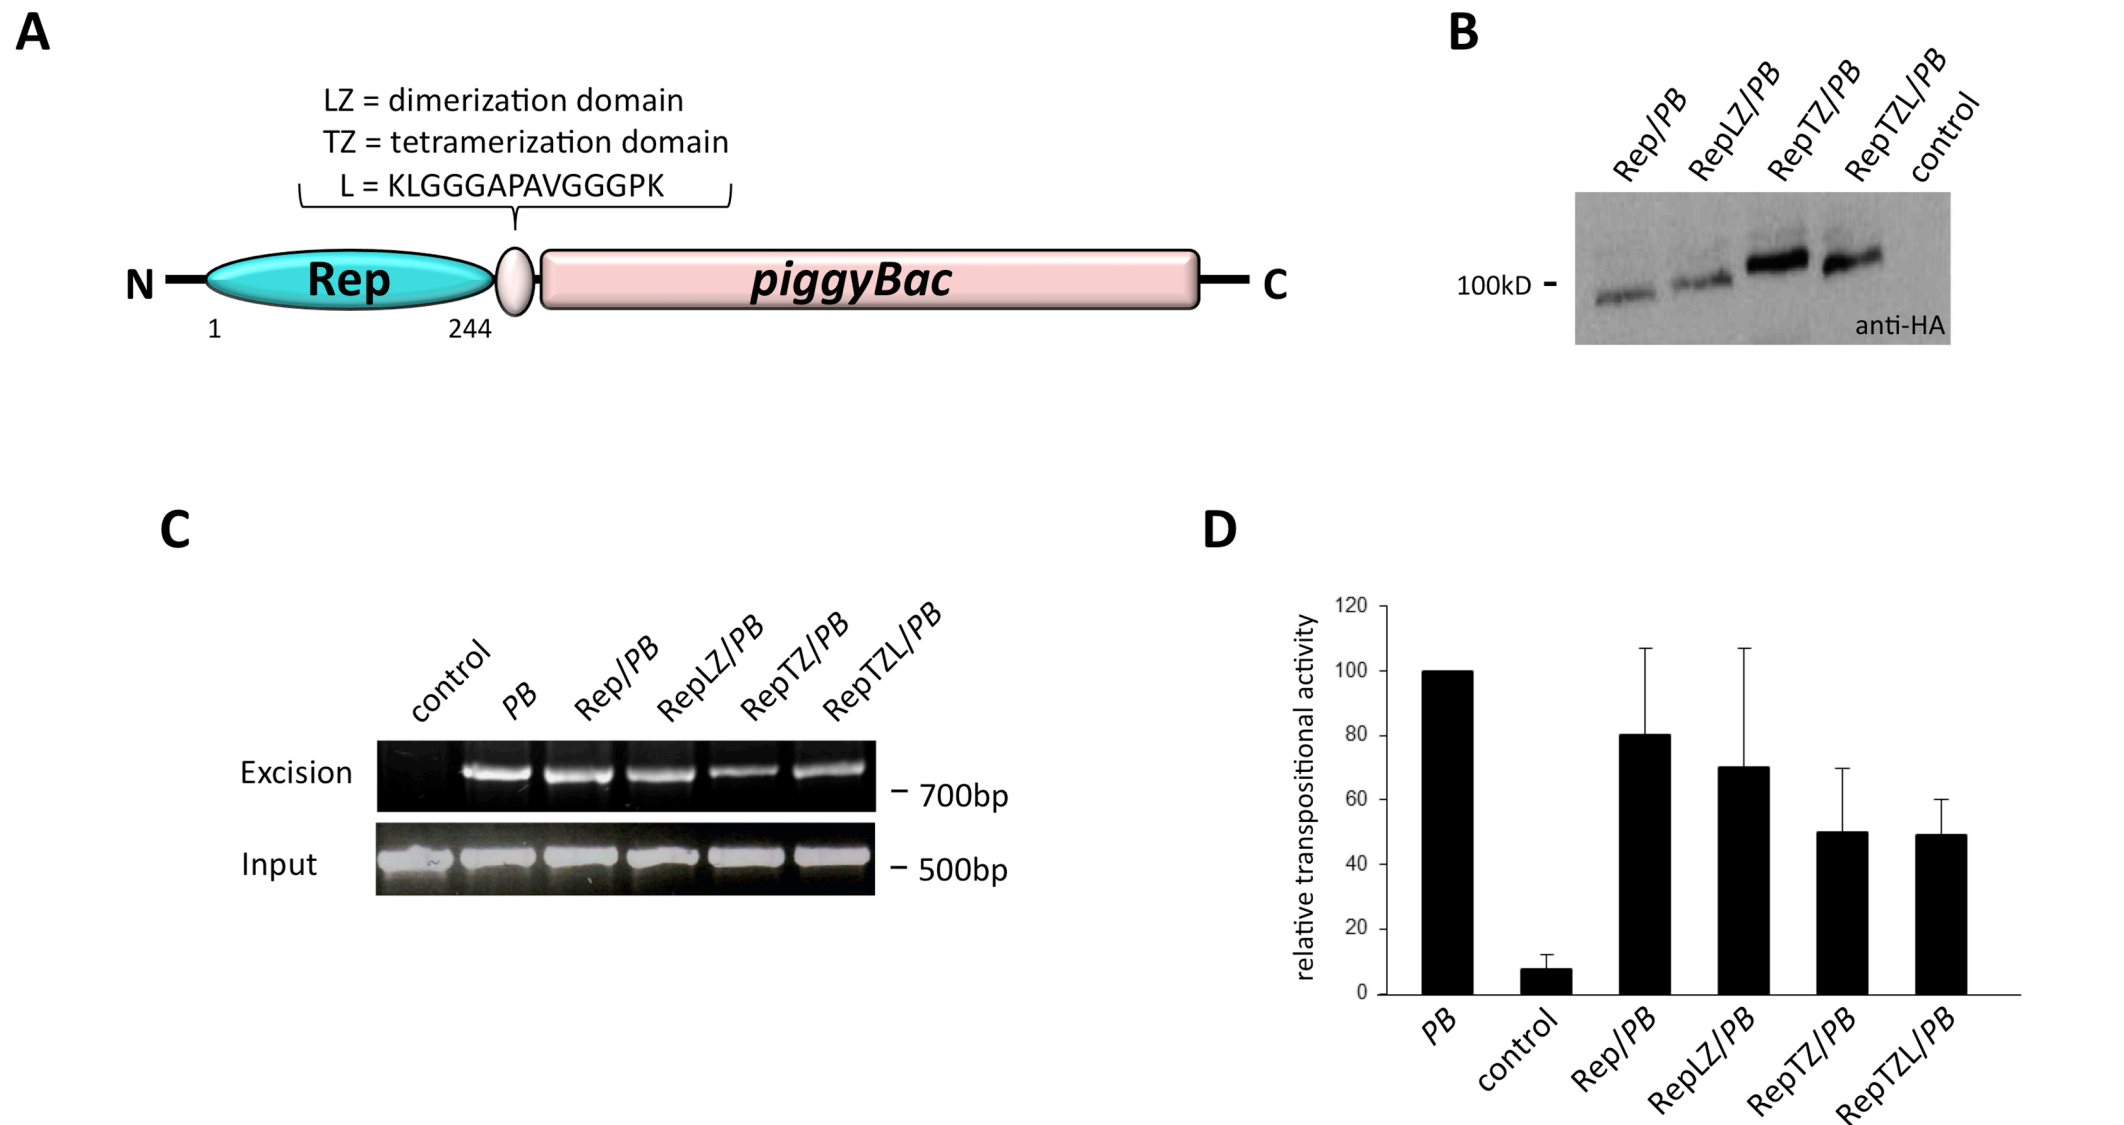 A
LZ = dimerization domain
TZ = tetramerization domain
L = KLGGGAPAVGGGPK
N
Rep
piggyBac
C
1
244
B
Rep/PB
RepLZ/PB
RepTZ/PB
RepTZL/PB
control
100kD -
anti-HA
C
control
PB
Rep/PB
RepLZ/PB
RepTZ/PB
RepTZL/PB
Excision
– 700bp
Input
– 500bp
D
relative transpositional activity
120
100
80
60
40
20
0
PB
control
Rep/PB
RepLZ/PB
RepTZ/PB
RepTZL/PB